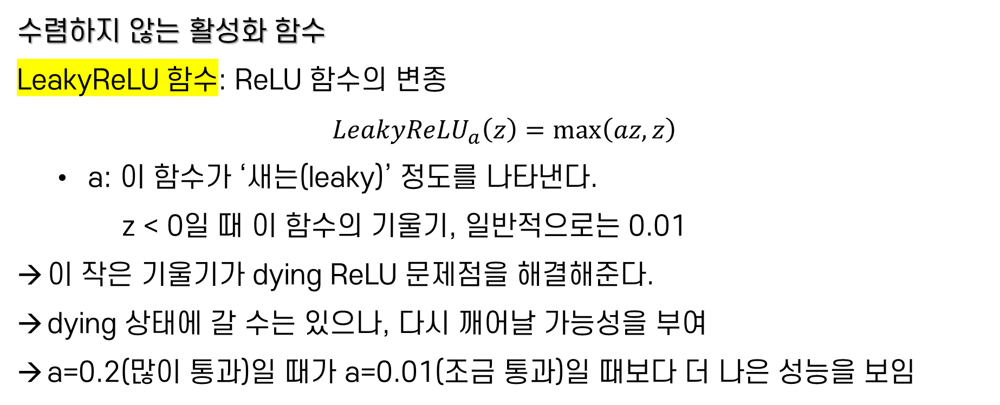 수렴하지 않는 활성화 함수
LeakyReLU 함수: ReLU 함수의 변종
LeakyReLUₐ(z) = max(az, z)
• a: 이 함수가 ‘새는(leaky)’ 정도를 나타낸다.
z < 0일 때 이 함수의 기울기, 일반적으로는 0.01
→ 이 작은 기울기가 dying ReLU 문제점을 해결해준다.
→ dying 상태에 갈 수는 있으나, 다시 깨어날 가능성을 부여
→ a=0.2(많이 통과)일 때가 a=0.01(조금 통과)일 때보다 더 나은 성능을 보임